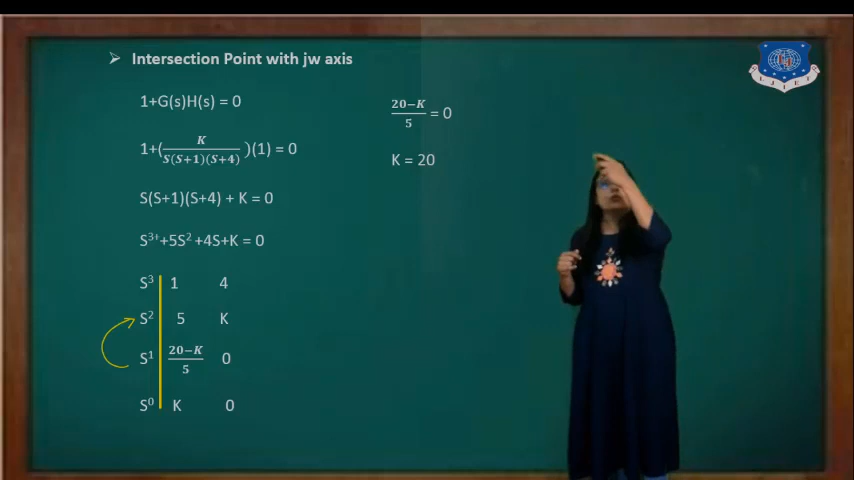 ➢ Intersection Point with jw axis
1+G(s)H(s) = 0
1+(K/S(S+1)(S+4))(1) = 0
S(S+1)(S+4) + K = 0
S³⁺+5S²+4S+K = 0
S³ 1 4
S² 5 K
S¹ 20−K/5 0
S⁰ K 0
20−K/5 = 0
K = 20
LJIET